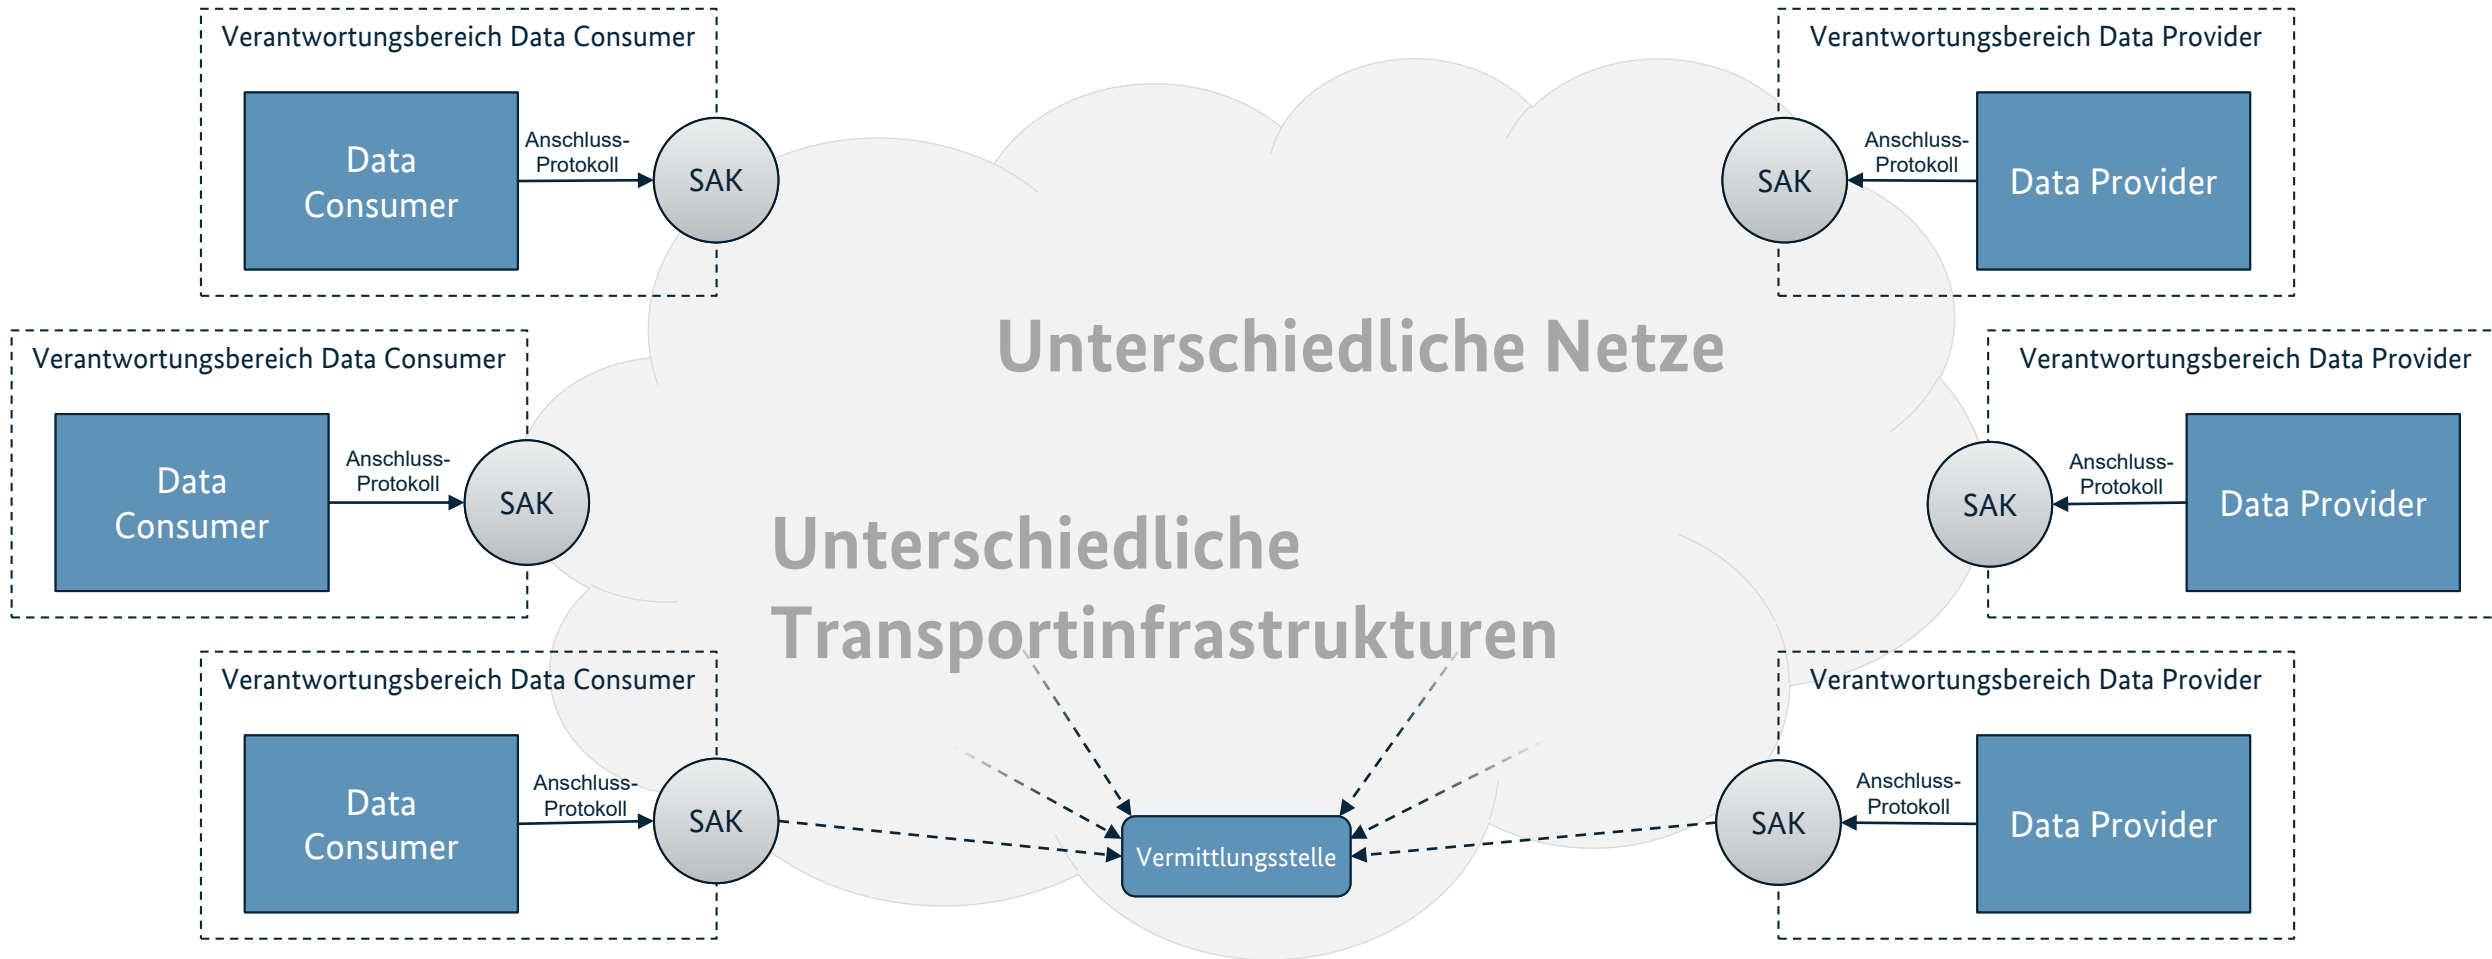 Verantwortungsbereich Data Consumer
Data
Consumer
Anschluss-
Protokoll
SAK
Verantwortungsbereich Data Provider
SAK
Anschluss-
Protokoll
Data Provider
Unterschiedliche Netze
Verantwortungsbereich Data Consumer
Data
Consumer
Anschluss-
Protokoll
SAK
Verantwortungsbereich Data Provider
SAK
Anschluss-
Protokoll
Data Provider
Unterschiedliche
Transportinfrastrukturen
Verantwortungsbereich Data Consumer
Data
Consumer
Anschluss-
Protokoll
SAK
Vermittlungsstelle
Verantwortungsbereich Data Provider
SAK
Anschluss-
Protokoll
Data Provider